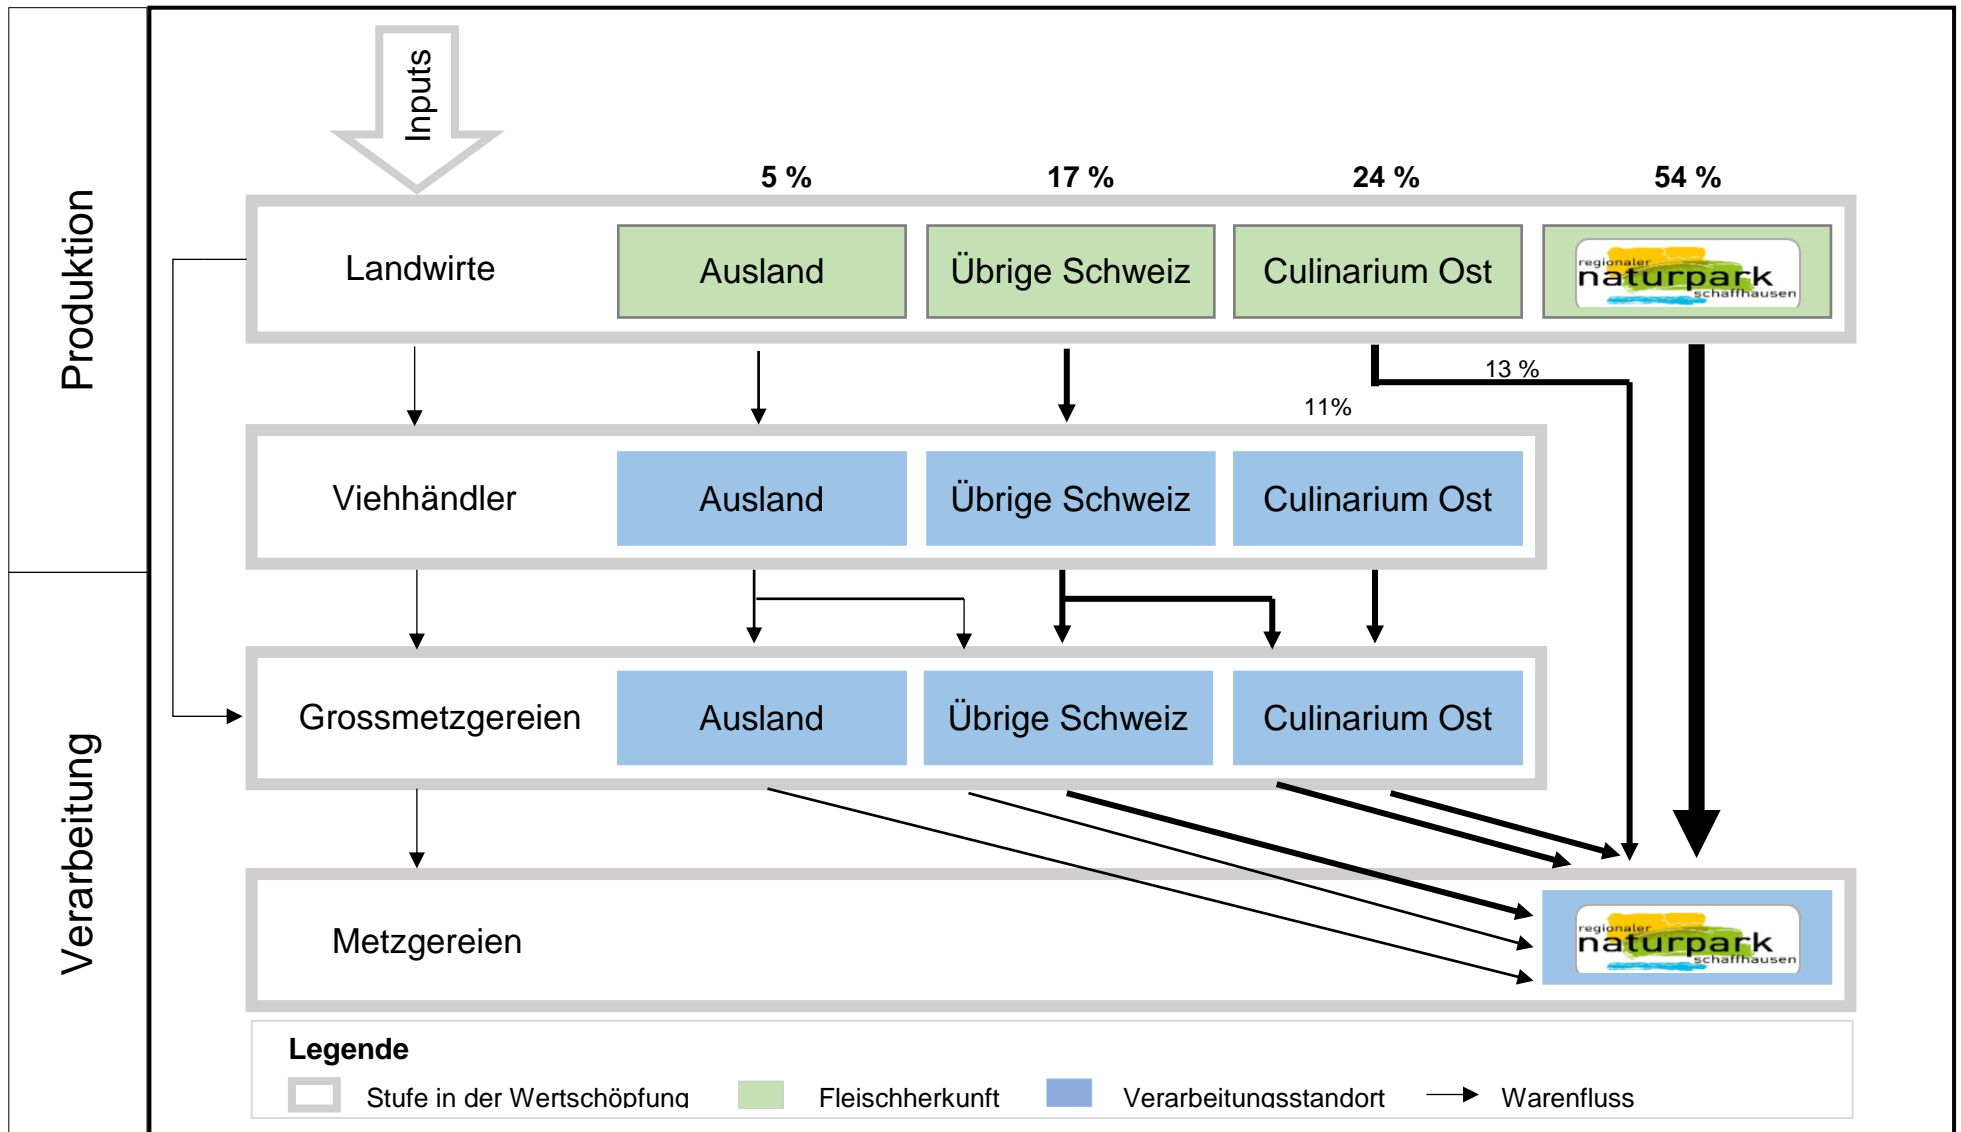 Inputs
Produktion
5 %
17 %
24 %
54 %
Landwirte
Ausland
Übrige Schweiz
Culinarium Ost
regionaler
naturpark
schaffhausen
13 %
11%
Viehhändler
Ausland
Übrige Schweiz
Culinarium Ost
Verarbeitung
Grossmetzgereien
Ausland
Übrige Schweiz
Culinarium Ost
Metzgereien
regionaler
naturpark
schaffhausen
Legende
Stufe in der Wertschöpfung
Fleischherkunft
Verarbeitungsstandort
Warenfluss